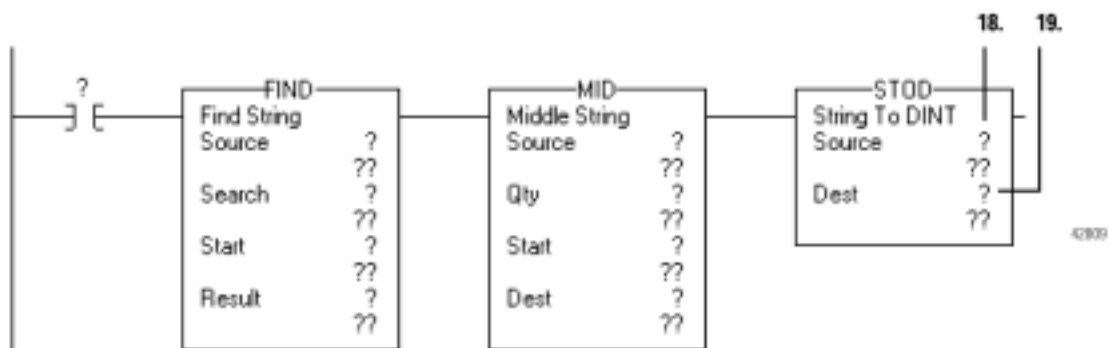 18. 19.
?
FIND
Find String
Source ?
??
Search ?
??
Start ?
??
Result ?
??
MID
Middle String
Source ?
??
Qty ?
??
Start ?
??
Dest ?
??
STOD
String To DINT
Source ?
??
Dest ?
??
42009